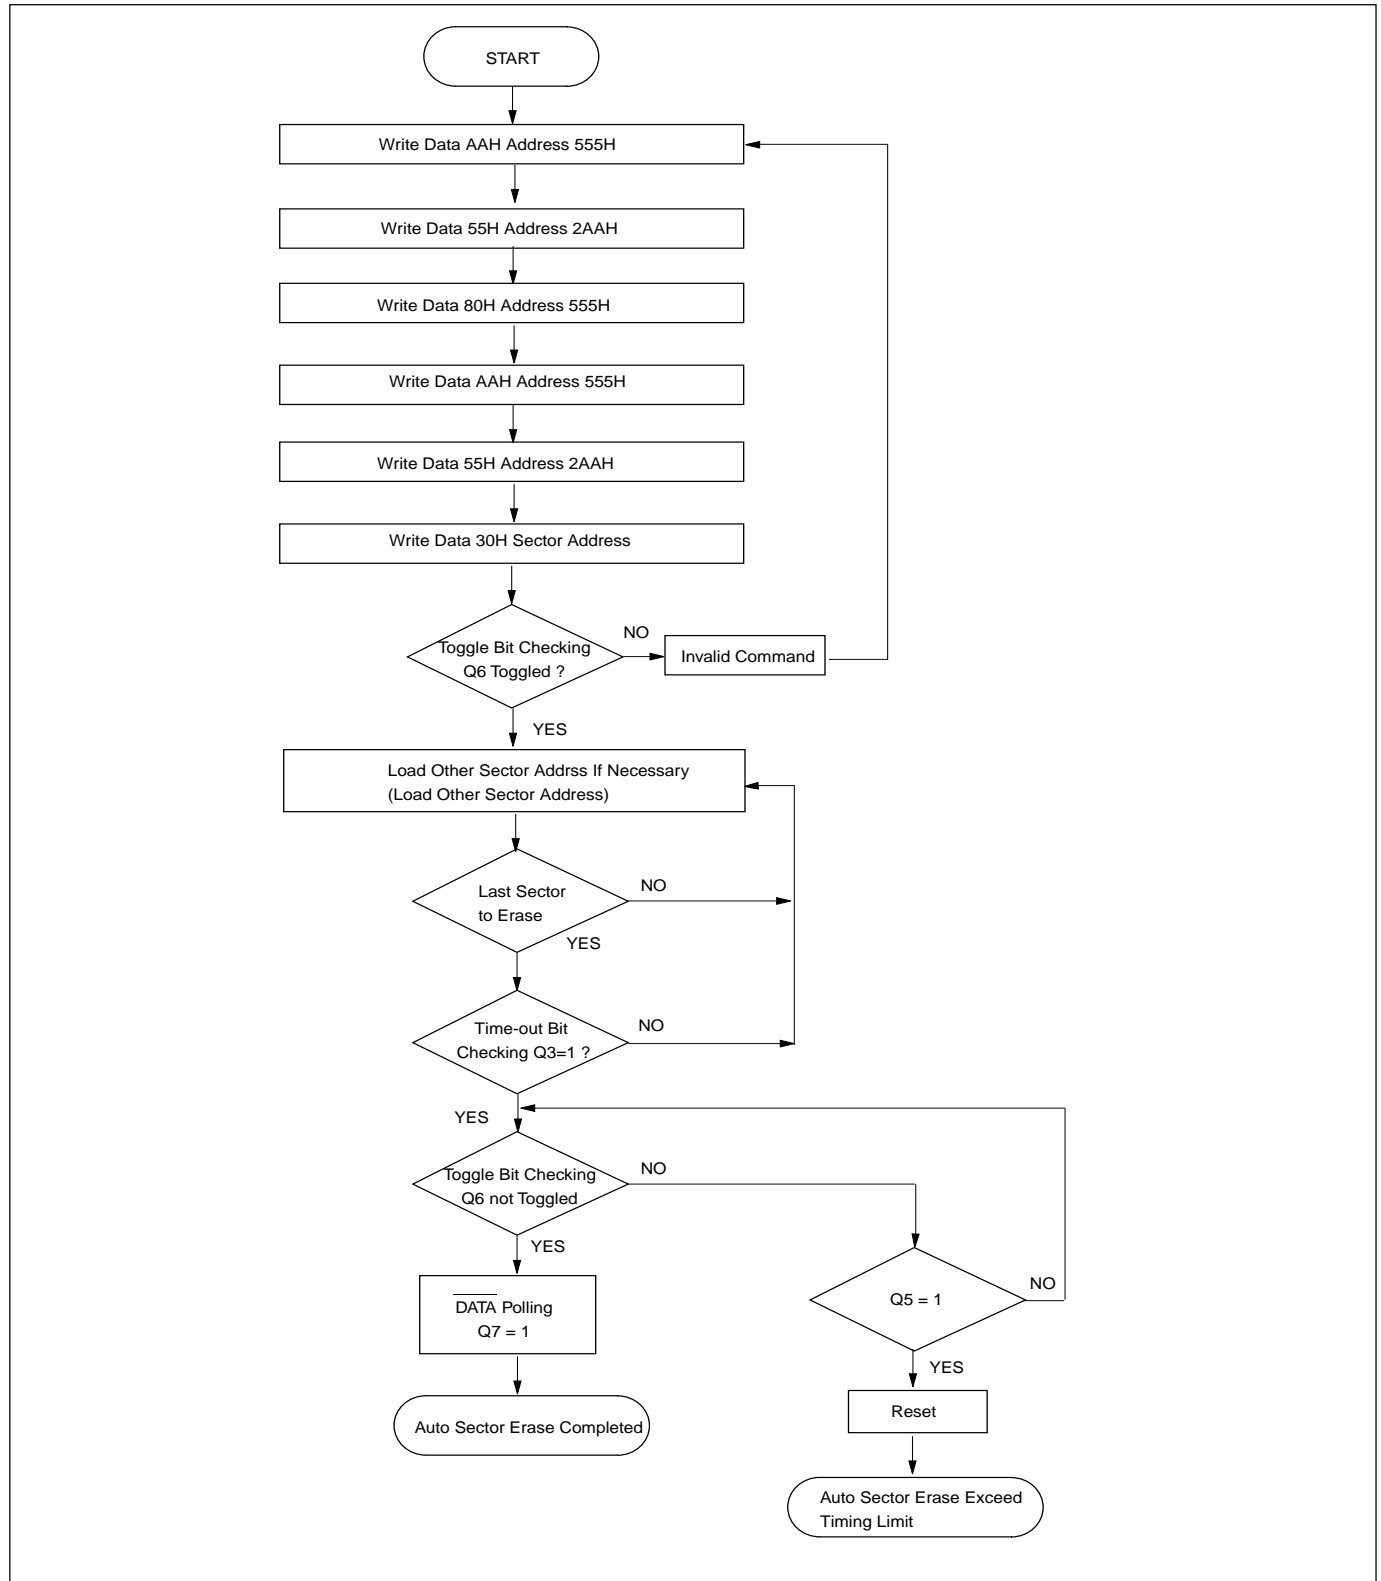 START
Write Data AAH Address 555H
Write Data 55H Address 2AAH
Write Data 80H Address 555H
Write Data AAH Address 555H
Write Data 55H Address 2AAH
Write Data 30H Sector Address
Toggle Bit Checking
Q6 Toggled ?
NO
Invalid Command
YES
Load Other Sector Addrss If Necessary
(Load Other Sector Address)
Last Sector
to Erase
NO
YES
Time-out Bit
Checking Q3=1 ?
NO
YES
Toggle Bit Checking
Q6 not Toggled
NO
YES
DATA Polling
Q7 = 1
Q5 = 1
NO
YES
Auto Sector Erase Completed
Reset
Auto Sector Erase Exceed
Timing Limit